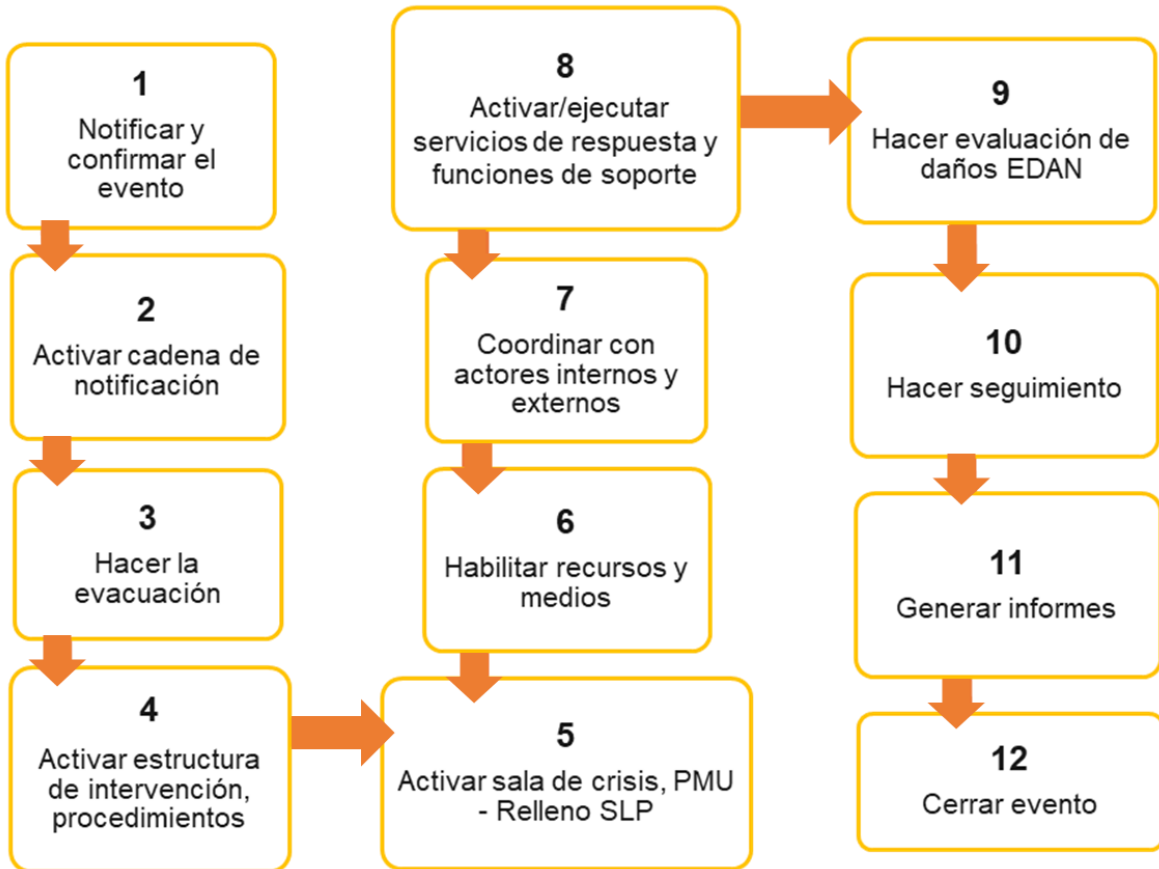 1
Notificar y
confirmar el
evento
2
Activar cadena de
notificación
3
Hacer la
evacuación
4
Activar estructura
de intervención,
procedimientos
8
Activar/ejecutar
servicios de respuesta y
funciones de soporte
7
Coordinar con
actores internos y
externos
6
Habilitar recursos y
medios
5
Activar sala de crisis, PMU
- Relleno SLP
9
Hacer evaluación de
daños EDAN
10
Hacer seguimiento
11
Generar informes
12
Cerrar evento